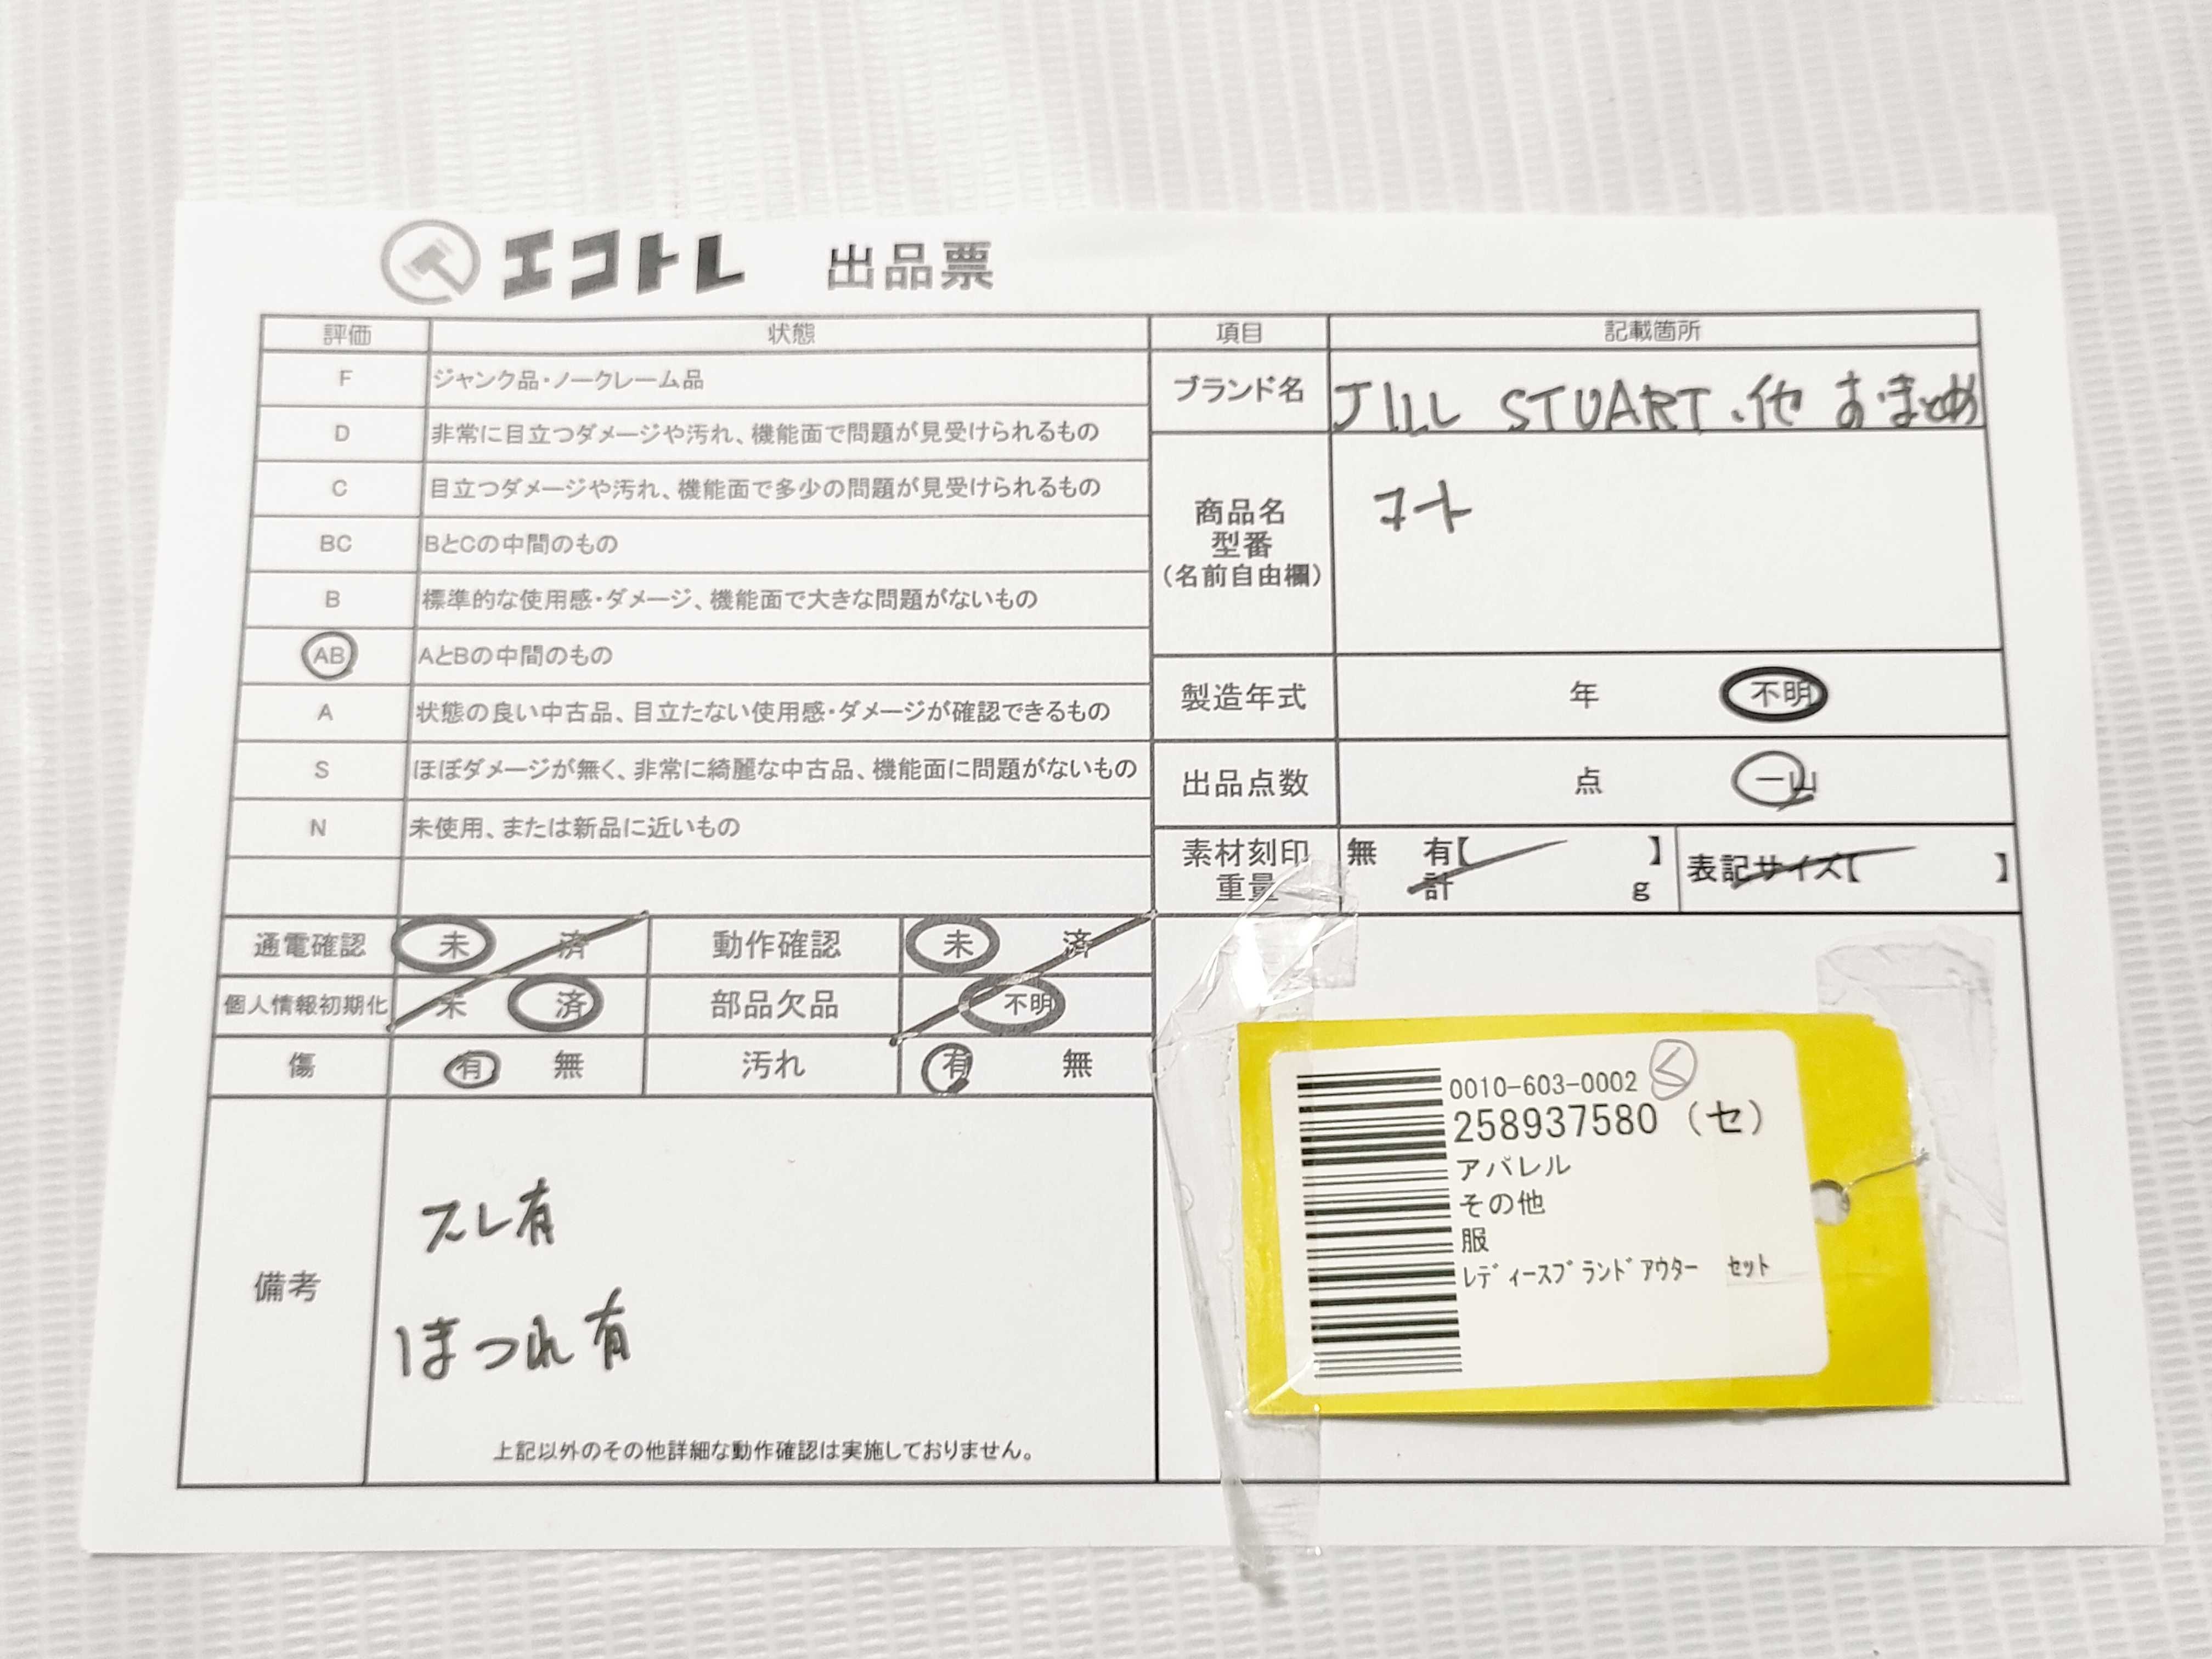 エコトレ 出品票
評価 状態
F ジャンク品・ノークレーム品
D 非常に目立つダメージや汚れ、機能面で問題が見受けられるもの
C 目立つダメージや汚れ、機能面で多少の問題が見受けられるもの
BC BとCの中間のもの
B 標準的な使用感・ダメージ、機能面で大きな問題がないもの
AB AとBの中間のもの
A 状態の良い中古品、目立たない使用感・ダメージが確認できるもの
S ほぼダメージが無く、非常に綺麗な中古品、機能面に問題がないもの
N 未使用、または新品に近いもの
通電確認 未 済 動作確認 未 済
個人情報初期化 未 済 部品欠品 不明
傷 有 無 汚れ 有 無
備考
スレ有
ほつれ有
上記以外のその他詳細な動作確認は実施しておりません。
項目 記載箇所
ブランド名 JILL STUART、他 おまとめ
商品名
型番
(名前自由欄)
コート
製造年式 年 不明
出品点数 点 一山
素材刻印 無 有【 】
重量 計 g
表記サイズ【 】
0010-603-0002
258937580 (セ)
アパレル
その他
服
レディースブランドアウター セット